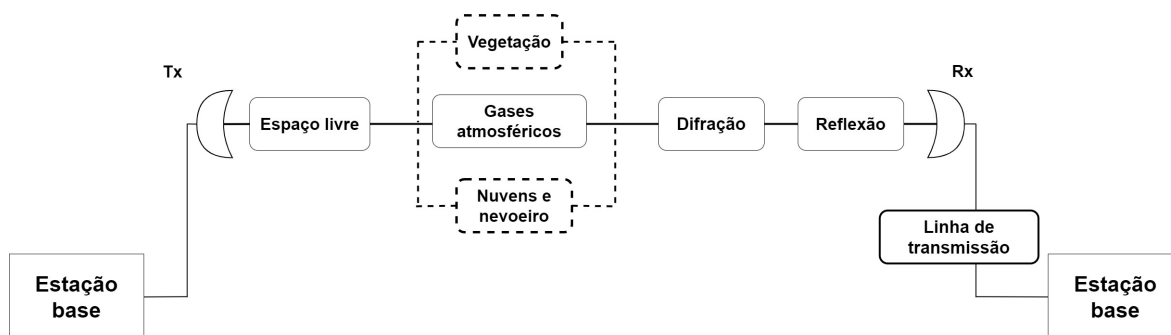 Vegetação
Tx
Rx
Espaço livre
Gases
atmosféricos
Difração
Reflexão
Nuvens e
nevoeiro
Linha de
transmissão
Estação
base
Estação
base